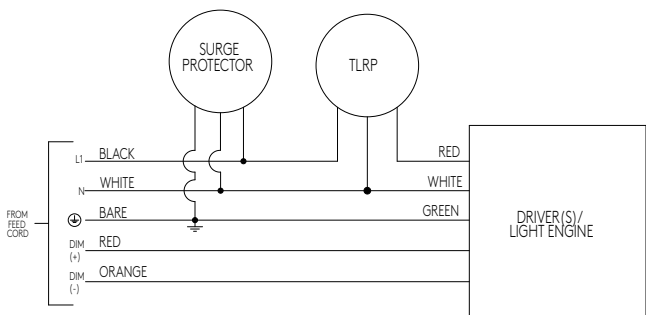 SURGE
PROTECTOR
TLRP
L1 BLACK
RED
N WHITE
WHITE
BARE
GREEN
FROM
FEED
CORD
DIM
(+)
RED
DIM
(-)
ORANGE
DRIVER(S)/
LIGHT ENGINE